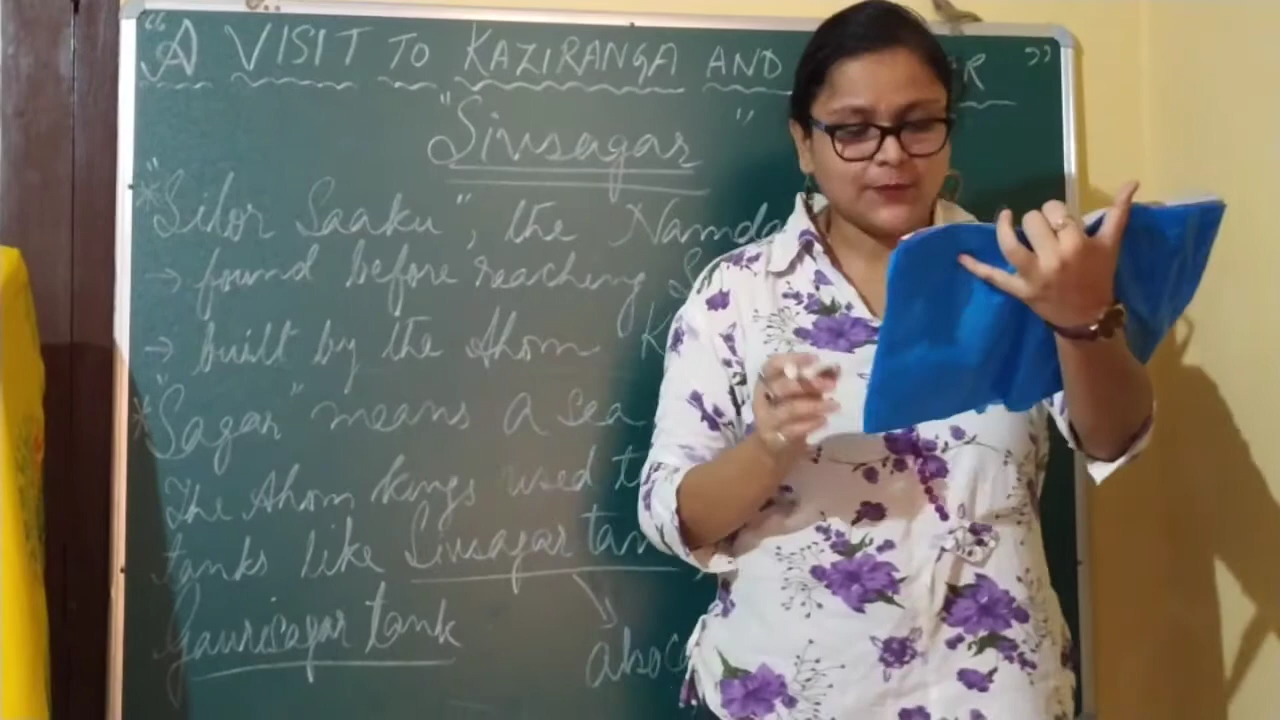 "A VISIT TO KAZIRANGA AND R"
"Sivsagar"
* "Silor Saaku", the Namda
→ found before reaching S
→ built by the Ahom K
* "Sagar" means a sea
The Ahom kings used t
tanks like Sivsagar tan
Gaurisagar tank